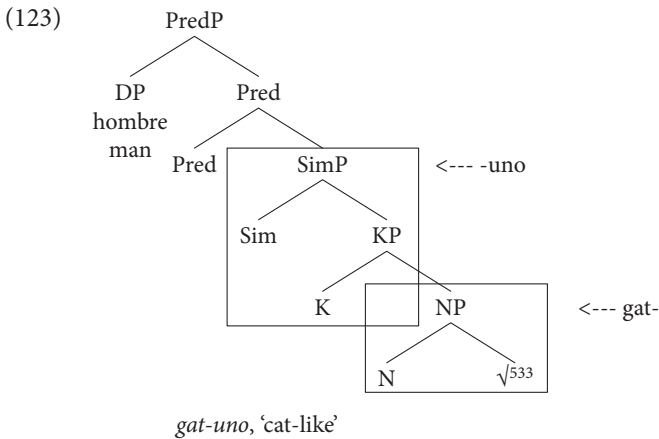 (123) PredP
DP Pred
hombre
man Pred SimP <--- -uno
Sim KP
K NP <--- gat-
N √533
gat-uno, ‘cat-like’